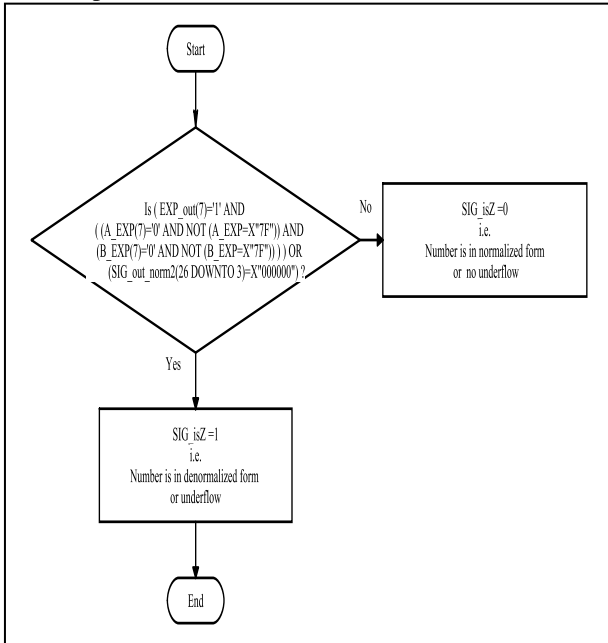 Start
Is ( EXP_out(7)='1' AND
( (A_EXP(7)='0' AND NOT (A_EXP=X"7F")) AND
(B_EXP(7)='0' AND NOT (B_EXP=X"7F")) ) ) OR
(SIG_out_norm2(26 DOWNTO 3)=X"000000") ?
No
SIG_isZ =0
i.e.
Number is in normalized form
or no underflow
Yes
SIG_isZ =1
i.e.
Number is in denormalized form
or underflow
End